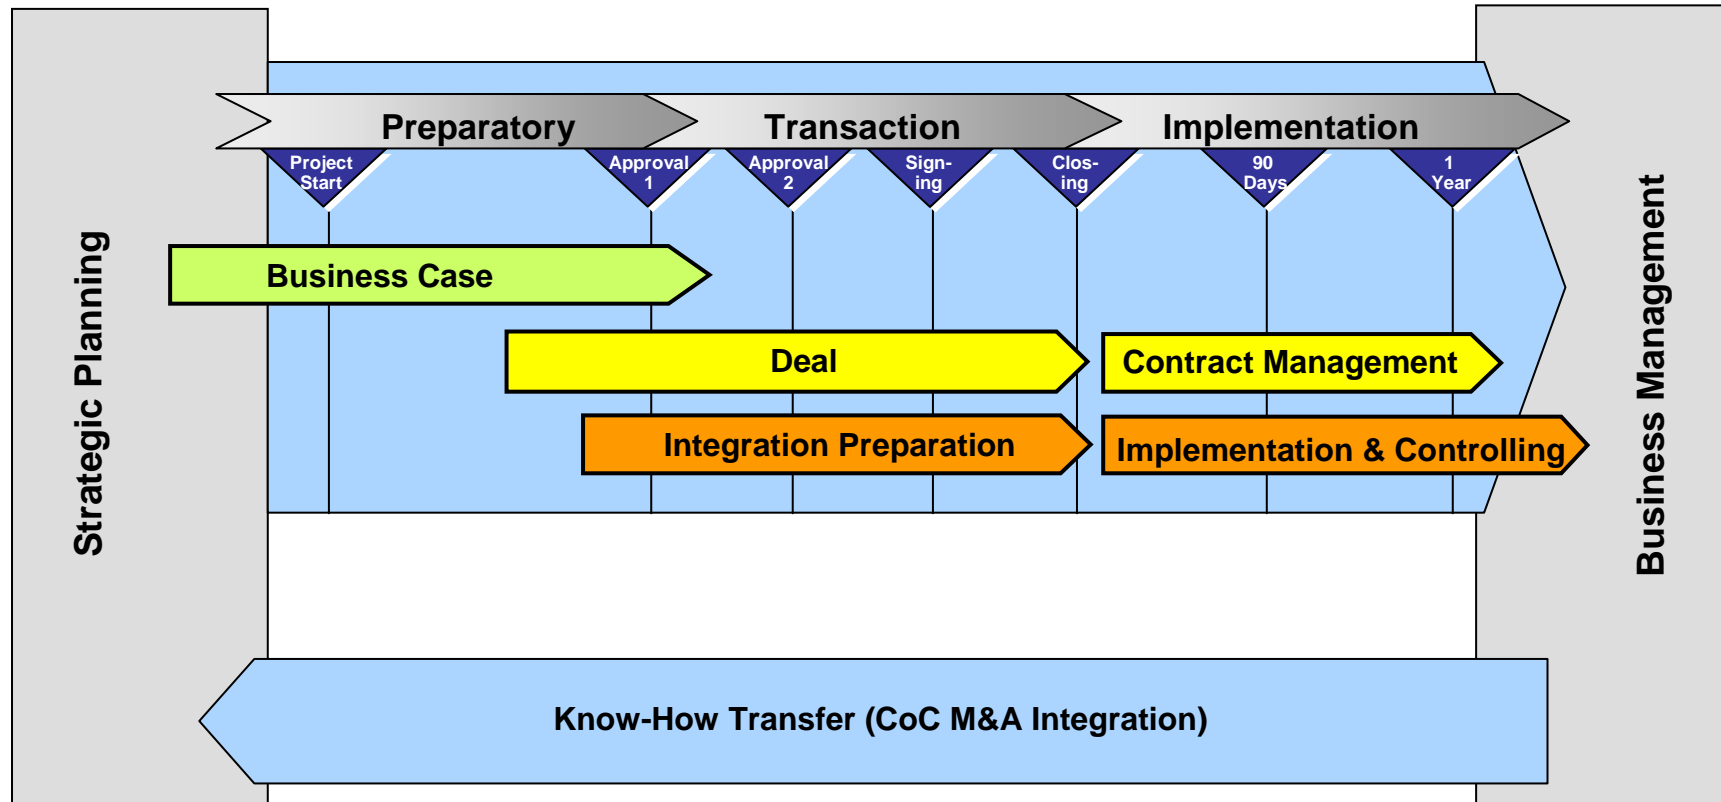 Preparatory
Transaction
Implementation
Project
Start
Approval
1
Approval
2
Sign-
ing
Clos-
ing
90
Days
1
Year
Strategic Planning
Business Case
Deal
Contract Management
Integration Preparation
Implementation & Controlling
Business Management
Know-How Transfer (CoC M&A Integration)